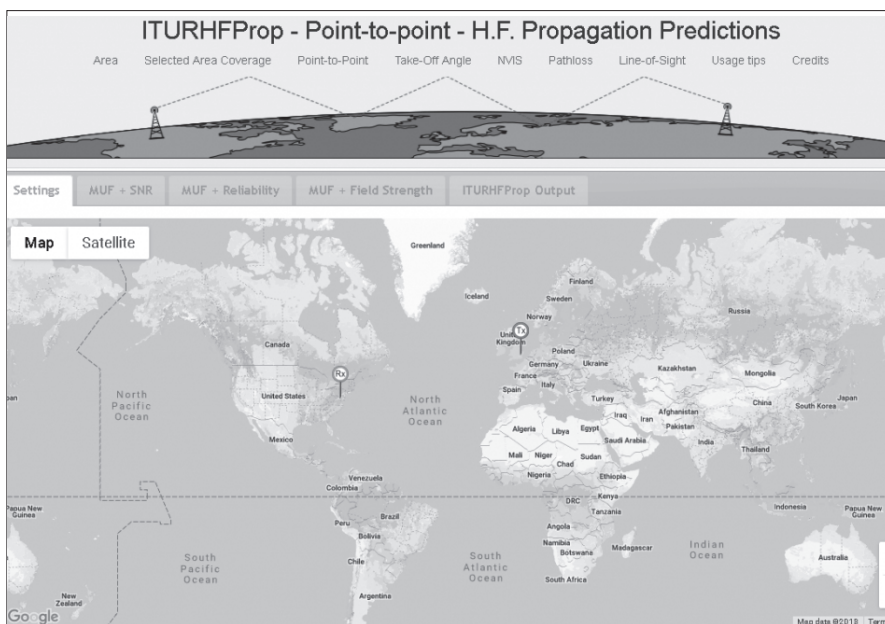 ITURHFProp - Point-to-point - H.F. Propagation Predictions
Area Selected Area Coverage Point-to-Point Take-Off Angle NVIS Pathloss Line-of-Sight Usage tips Credits
Settings MUF + SNR MUF + Reliability MUF + Field Strength ITURHFProp Output
Map Satellite
Greenland
Iceland
Finland
Sweden
Norway
Russia
Tx
United
Kingdom
Canada
Poland
Germany
Ukraine
Kazakhstan
Mongolia
Rx
France
Italy
Spain
United States
Turkey
North
Pacific
Ocean
North
Atlantic
Ocean
China
South Korea
Japan
pan
Iraq
Iran
Afghanistan
Pakistan
Algeria
Libya
Egypt
Saudi Arabia
India
Mexico
Mali
Niger
Chad
Sudan
Thailand
Nigeria
Ethiopia
Venezuela
Colombia
DRC
Kenya
Tanzania
Indonesia
Papua New
Guinea
Papua New
Guinea
Peru
Brazil
Bolivia
Angola
Namibia
Botswana
Madagascar
Indian
Ocean
Australia
South
Pacific
Ocean
Chile
South
Atlantic
Ocean
South Africa
Argentina
New
Zealand
Google
Map data ©2018 Term